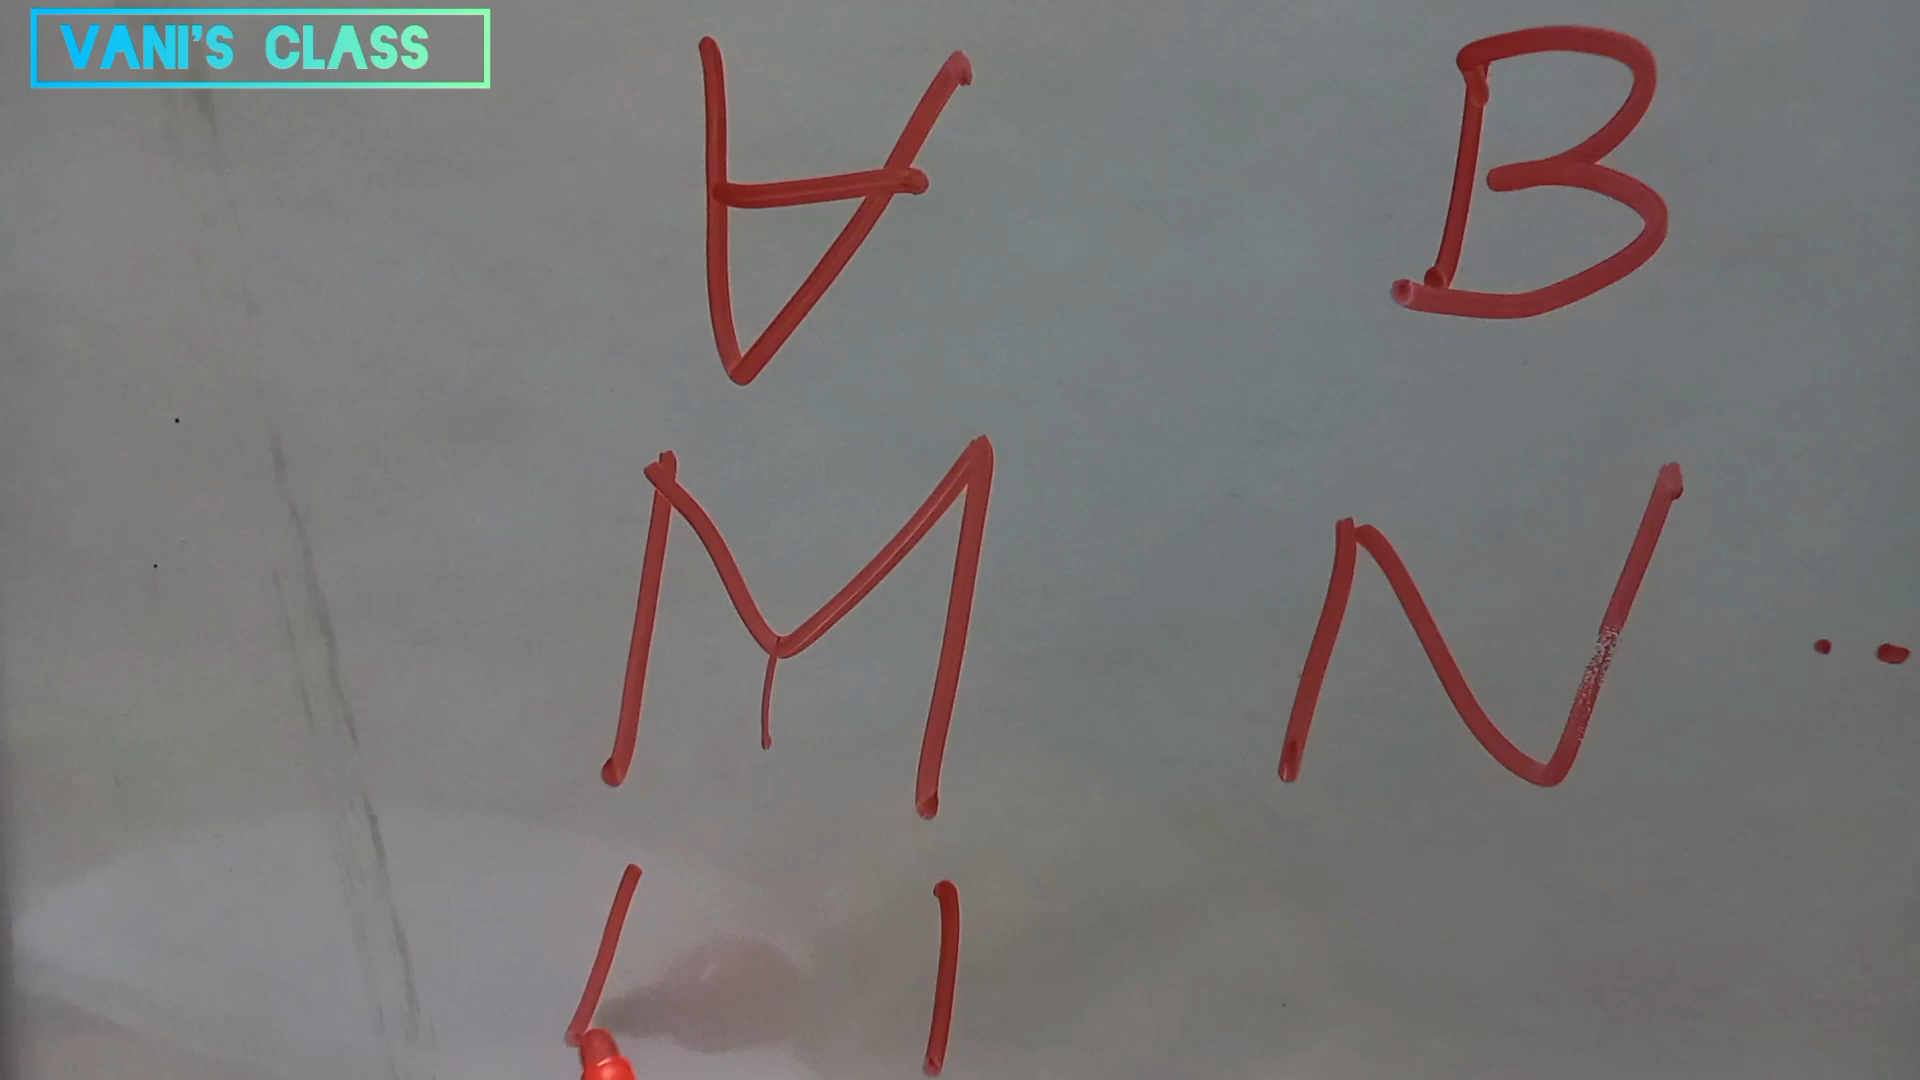 VANI'S CLASS
∀ B
M N ..